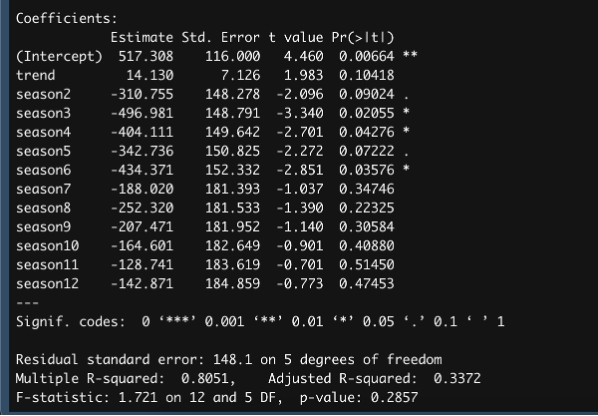 Coefficients:
            Estimate Std. Error t value Pr(>|t|)
(Intercept)  517.308    116.000   4.460  0.00664 **
trend         14.130      7.126   1.983  0.10418
season2     -310.755    148.278  -2.096  0.09024 .
season3     -496.981    148.791  -3.340  0.02055 *
season4     -404.111    149.642  -2.701  0.04276 *
season5     -342.736    150.825  -2.272  0.07222 .
season6     -434.371    152.332  -2.851  0.03576 *
season7     -188.020    181.393  -1.037  0.34746
season8     -252.320    181.533  -1.390  0.22325
season9     -207.471    181.952  -1.140  0.30584
season10    -164.601    182.649  -0.901  0.40880
season11    -128.741    183.619  -0.701  0.51450
season12    -142.871    184.859  -0.773  0.47453
---
Signif. codes:  0 ‘***’ 0.001 ‘**’ 0.01 ‘*’ 0.05 ‘.’ 0.1 ‘ ’ 1
Residual standard error: 148.1 on 5 degrees of freedom
Multiple R-squared:  0.8051,    Adjusted R-squared:  0.3372
F-statistic: 1.721 on 12 and 5 DF,  p-value: 0.2857